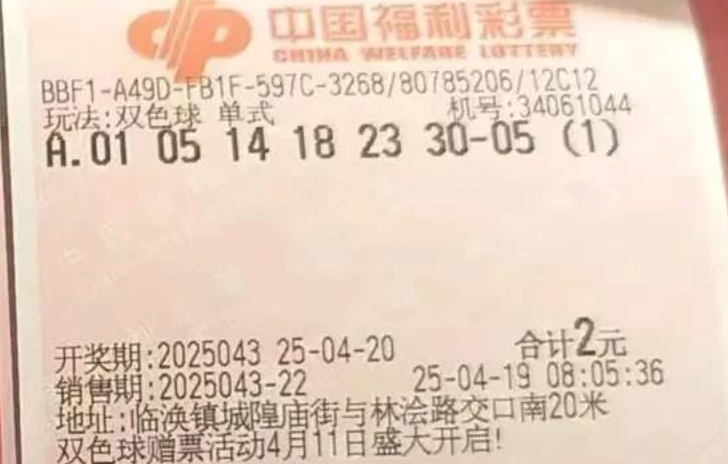 中国福利彩票
CHINA WELFARE LOTTERY
BBF1-A49D-FB1F-597C-3268/80785206/12C12
玩法:双色球 单式 机号:34061044
A.01 05 14 18 23 30-05 (1)
开奖期:2025043 25-04-20 合计2元
销售期:2025043-22 25-04-19 08:05:36
地址:临涣镇城隍庙街与林浍路交口南20米
双色球赠票活动4月11日盛大开启!